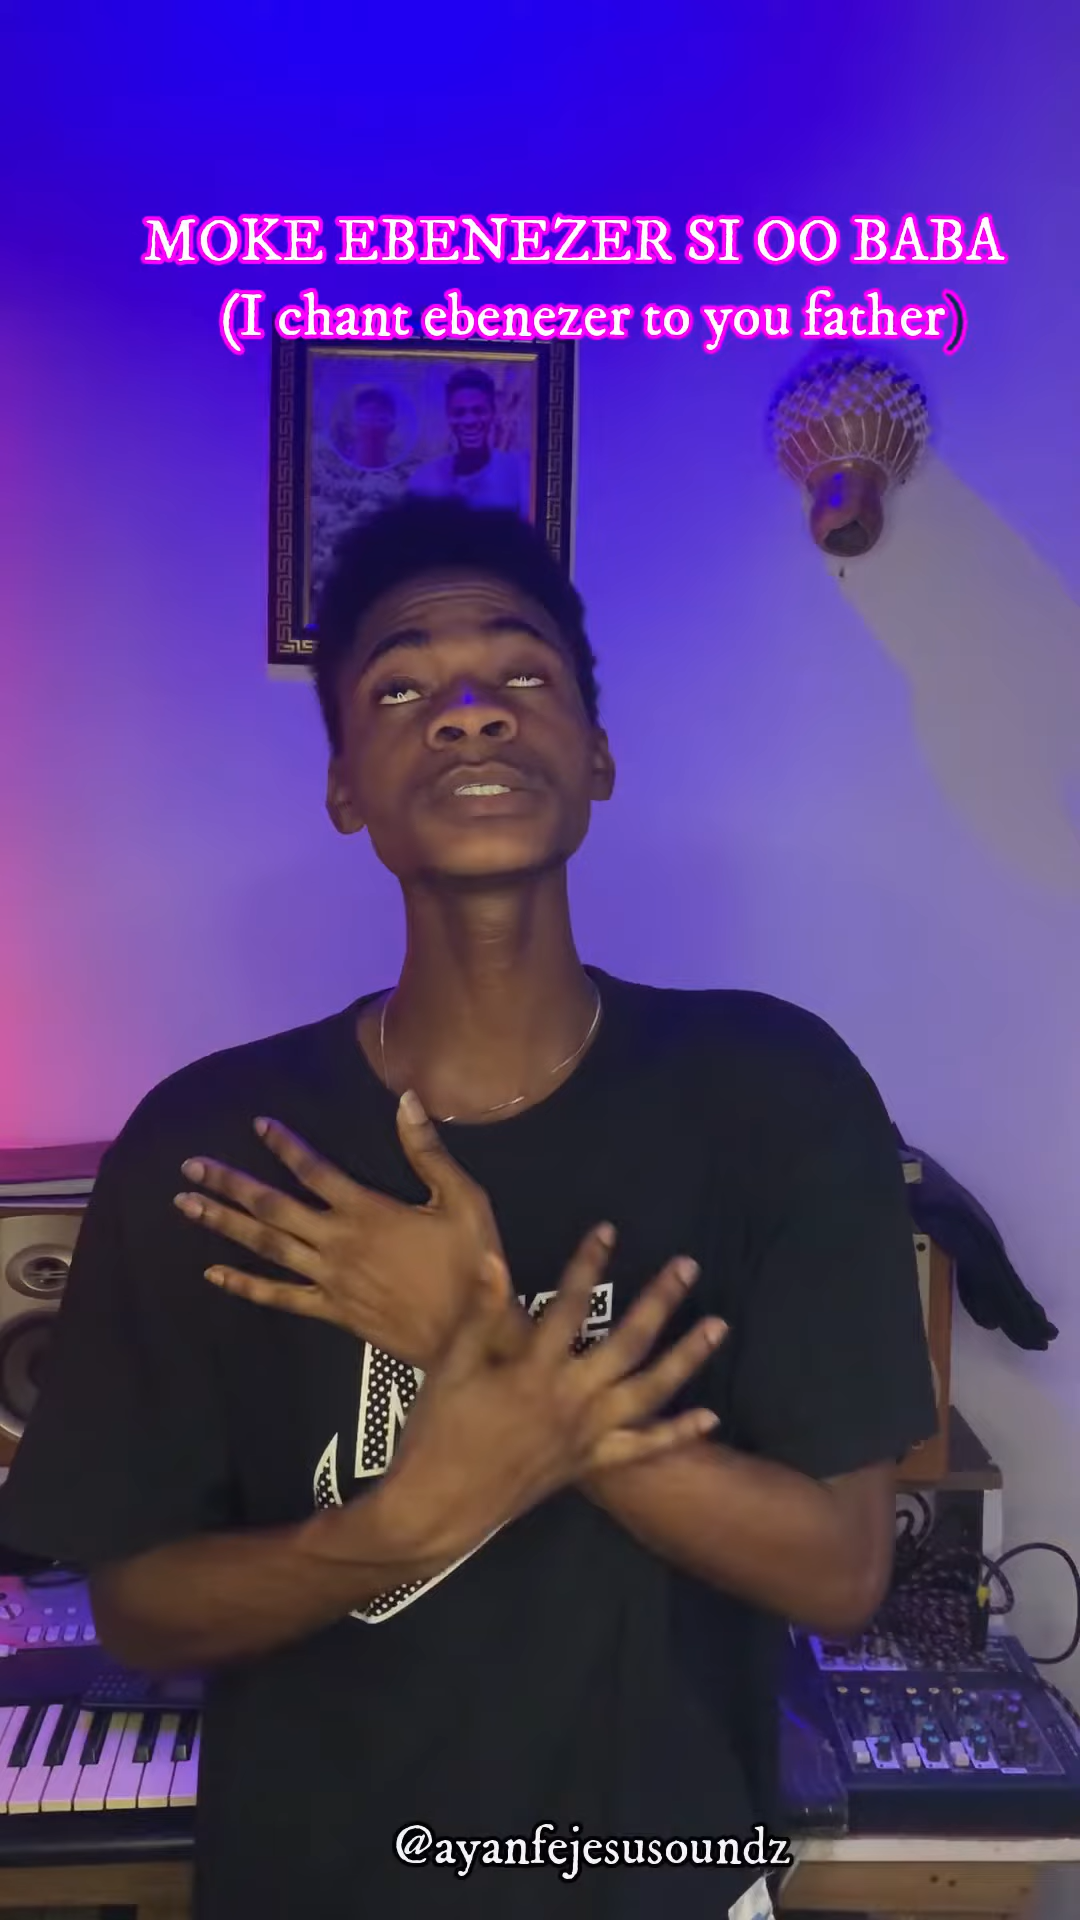 MOKE EBENEZER SI OO BABA
(I chant ebenezer to you father)
@ayanfejesusoundz